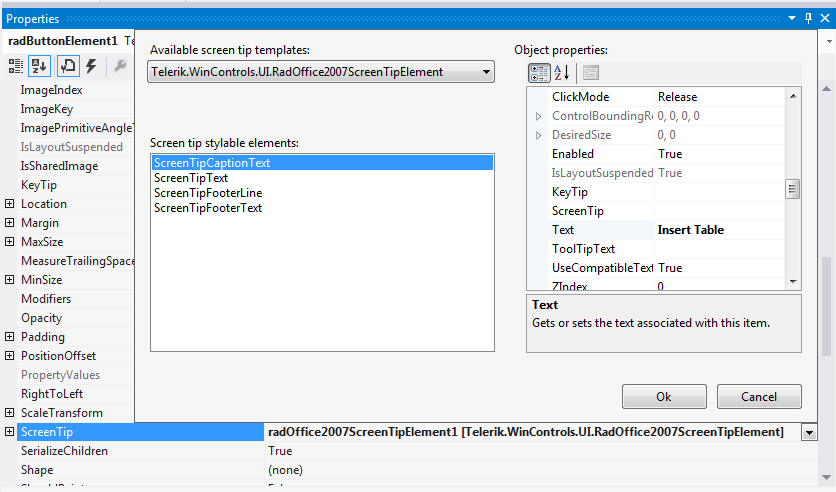 Properties
radButtonElement1 Te
ImageIndex
ImageKey
ImagePrimitiveAngleT
IsLayoutSuspended
IsSharedImage
KeyTip
Location
Margin
MaxSize
MeasureTrailingSpace
MinSize
Modifiers
Opacity
Padding
PositionOffset
PropertyValues
RightToLeft
ScaleTransform
ScreenTip radOffice2007ScreenTipElement1 [Telerik.WinControls.UI.RadOffice2007ScreenTipElement]
SerializeChildren True
Shape (none)
Available screen tip templates:
Telerik.WinControls.UI.RadOffice2007ScreenTipElement
Screen tip stylable elements:
ScreenTipCaptionText
ScreenTipText
ScreenTipFooterLine
ScreenTipFooterText
Object properties:
ClickMode Release
ControlBoundingRe 0, 0, 0, 0
DesiredSize 0, 0
Enabled True
IsLayoutSuspended True
KeyTip
ScreenTip
Text Insert Table
ToolTipText
UseCompatibleText True
ZIndex 0
Text
Gets or sets the text associated with this item.
Ok
Cancel